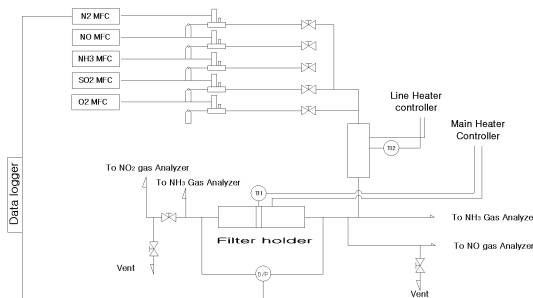 N2 MFC
NO MFC
NH3 MFC
SO2 MFC
O2 MFC
Line Heater
controller
Main Heater
Controller
TI2
Data logger
To NO₂ gas Analyzer
To NH₃ Gas Analyzer
TI1
Filter holder
To NH₃ Gas Analyze
To NO gas Analyzer
D/P
Vent
Vent